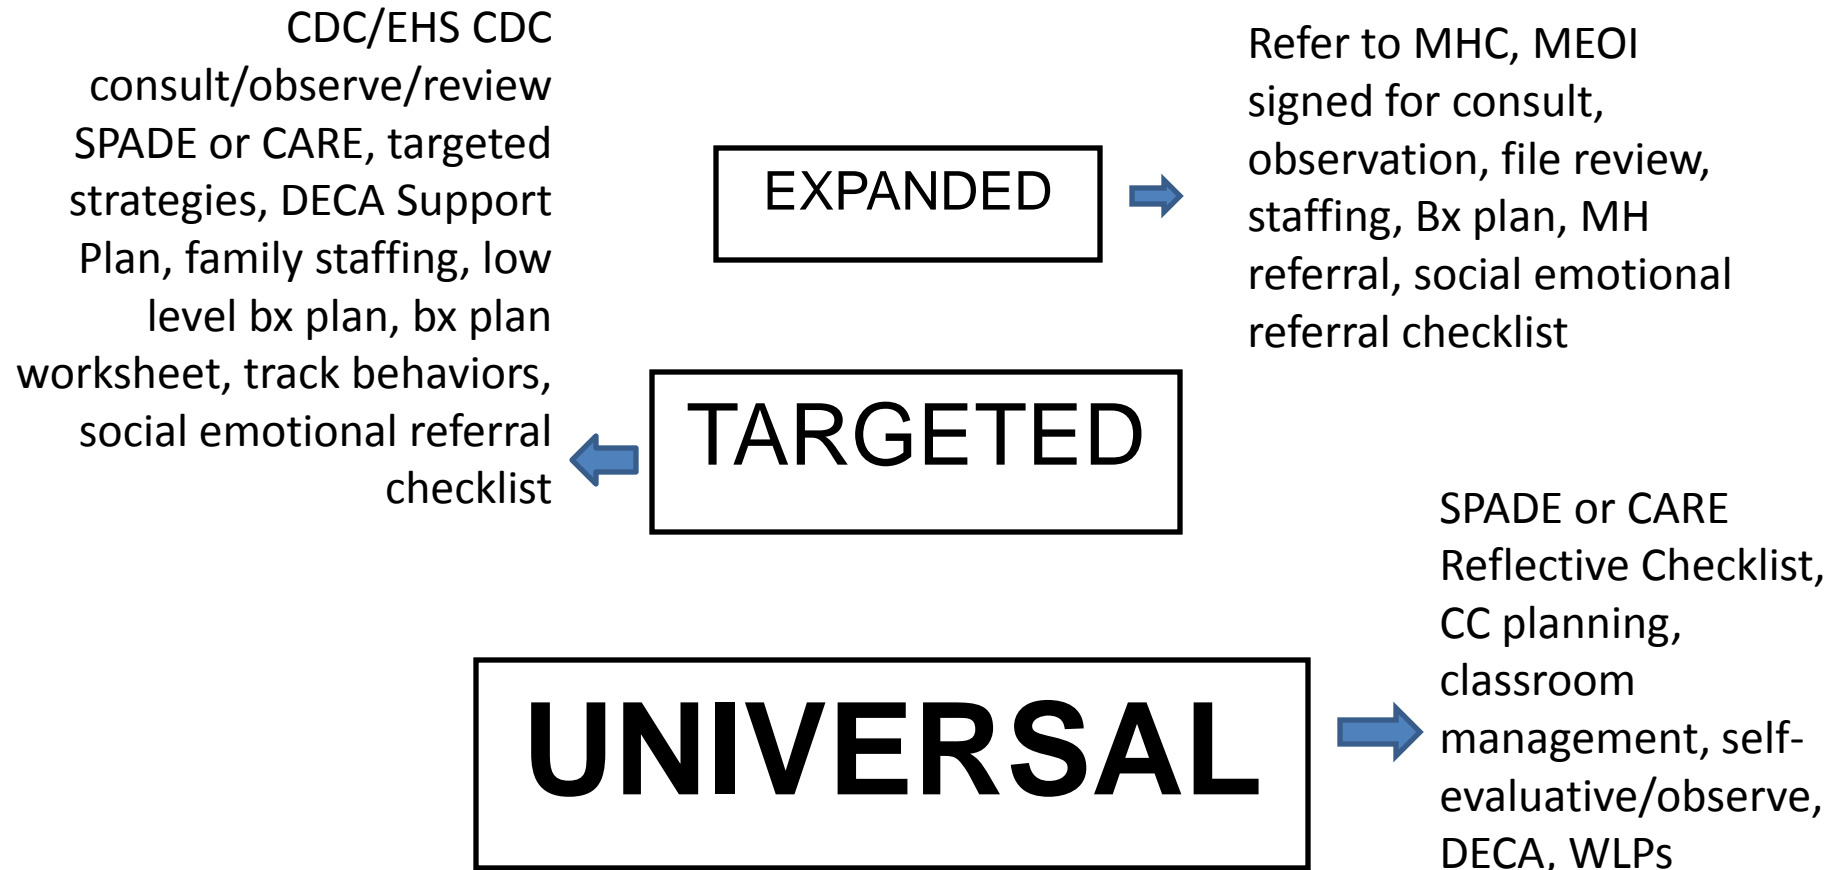 CDC/EHS CDC
consult/observe/review
SPADE or CARE, targeted
strategies, DECA Support
Plan, family staffing, low
level bx plan, bx plan
worksheet, track behaviors,
social emotional referral
checklist
EXPANDED
Refer to MHC, MEOI
signed for consult,
observation, file review,
staffing, Bx plan, MH
referral, social emotional
referral checklist
TARGETED
UNIVERSAL
SPADE or CARE
Reflective Checklist,
CC planning,
classroom
management, self-
evaluative/observe,
DECA, WLPs